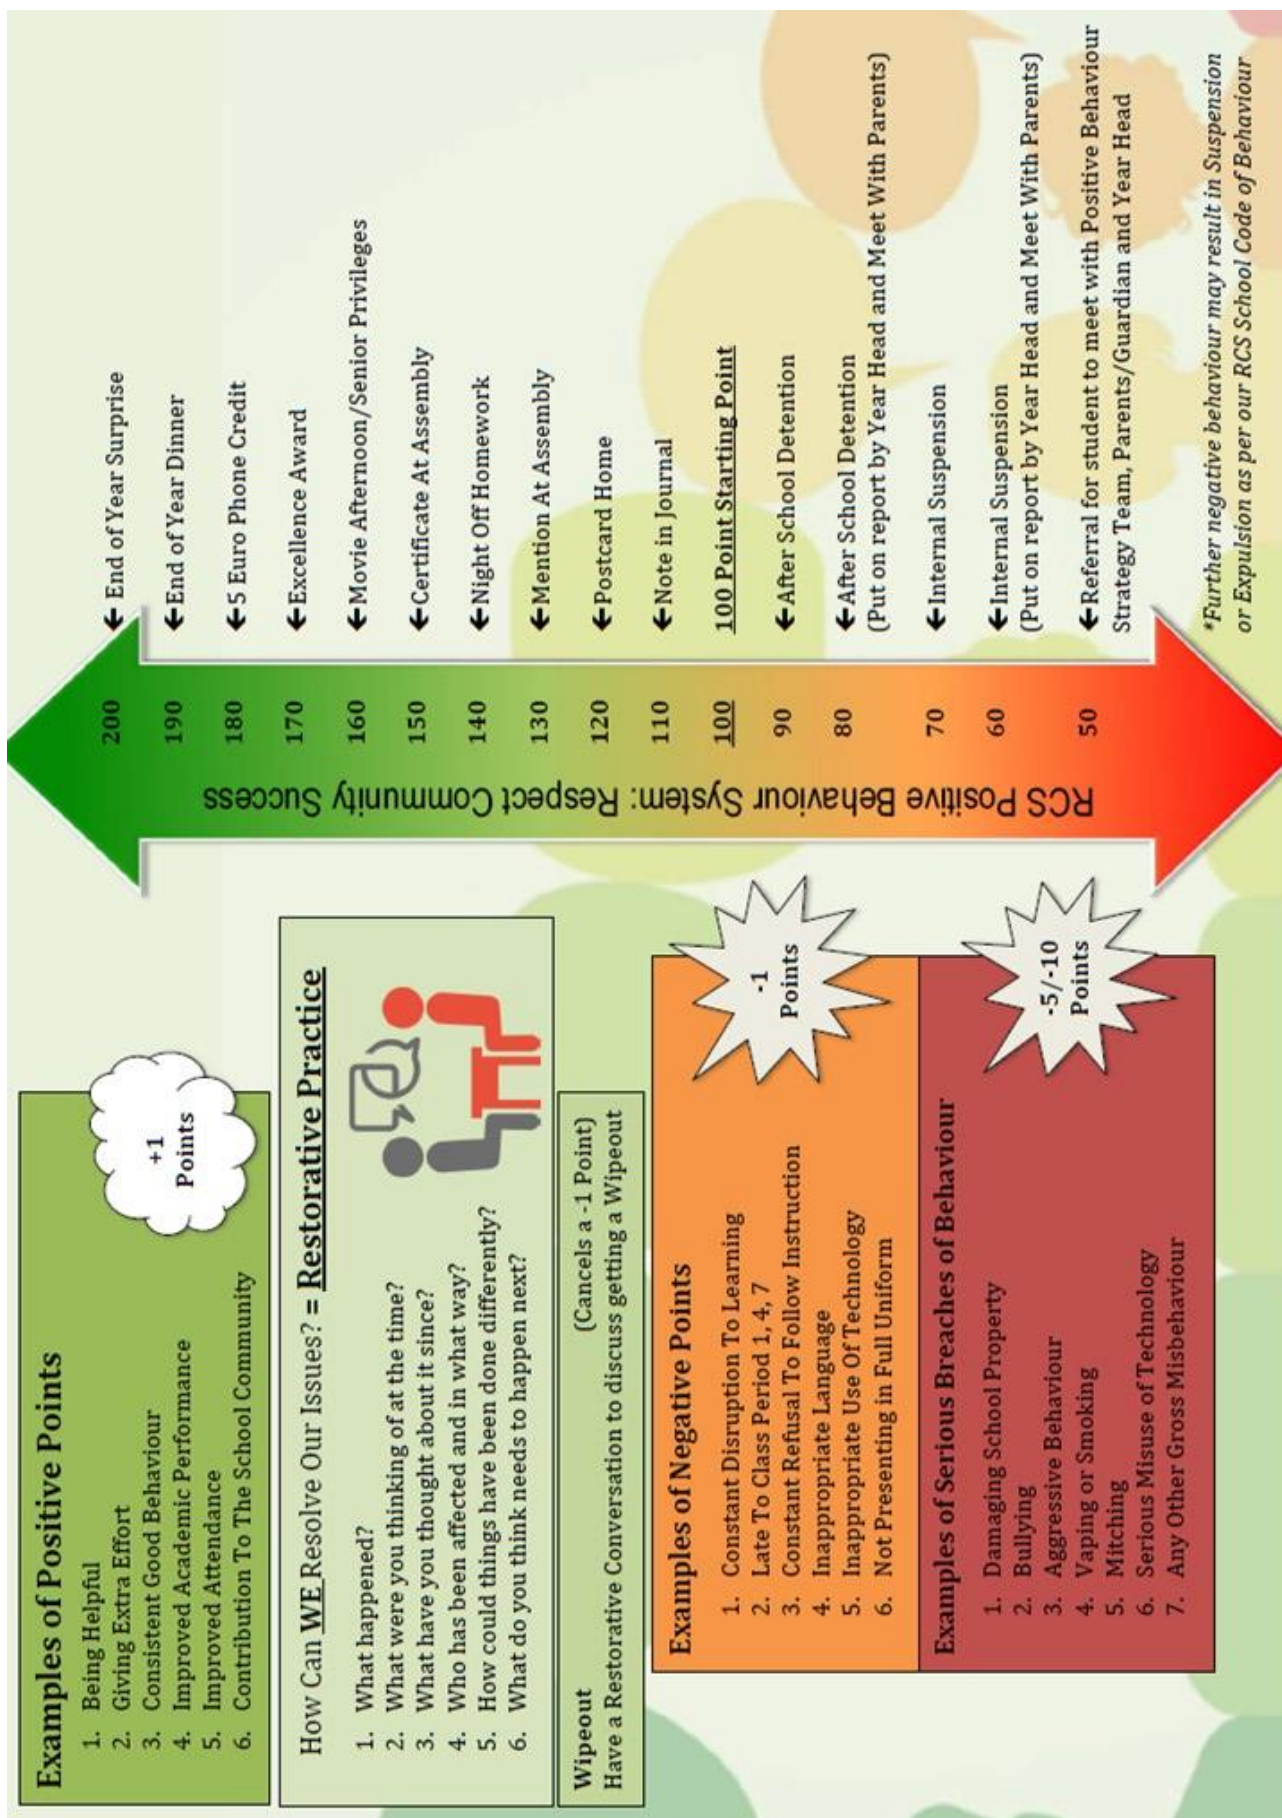 Examples of Positive Points
1. Being Helpful
2. Giving Extra Effort
3. Consistent Good Behaviour
4. Improved Academic Performance
5. Improved Attendance
6. Contribution To The School Community
+1
Points
How Can WE Resolve Our Issues? = Restorative Practice
1. What happened?
2. What were you thinking of at the time?
3. What have you thought about it since?
4. Who has been affected and in what way?
5. How could things have been done differently?
6. What do you think needs to happen next?
Wipeout (Cancels a -1 Point)
Have a Restorative Conversation to discuss getting a Wipeout
Examples of Negative Points
1. Constant Disruption To Learning
2. Late To Class Period 1, 4, 7
3. Constant Refusal To Follow Instruction
4. Inappropriate Language
5. Inappropriate Use Of Technology
6. Not Presenting in Full Uniform
-1
Points
Examples of Serious Breaches of Behaviour
1. Damaging School Property
2. Bullying
3. Aggressive Behaviour
4. Vaping or Smoking
5. Mitching
6. Serious Misuse of Technology
7. Any Other Gross Misbehaviour
-5/-10
Points
RCS Positive Behaviour System: Respect Community Success
200 ←End of Year Surprise
190 ←End of Year Dinner
180 ←5 Euro Phone Credit
170 ←Excellence Award
160 ←Movie Afternoon/Senior Privileges
150 ←Certificate At Assembly
140 ←Night Off Homework
130 ←Mention At Assembly
120 ←Postcard Home
110 ←Note in Journal
100 100 Point Starting Point
90 ←After School Detention
80 ←After School Detention
(Put on report by Year Head and Meet With Parents)
70 ←Internal Suspension
60 ←Internal Suspension
(Put on report by Year Head and Meet With Parents)
50 ←Referral for student to meet with Positive Behaviour
Strategy Team, Parents/Guardian and Year Head
*Further negative behaviour may result in Suspension
or Expulsion as per our RCS School Code of Behaviour